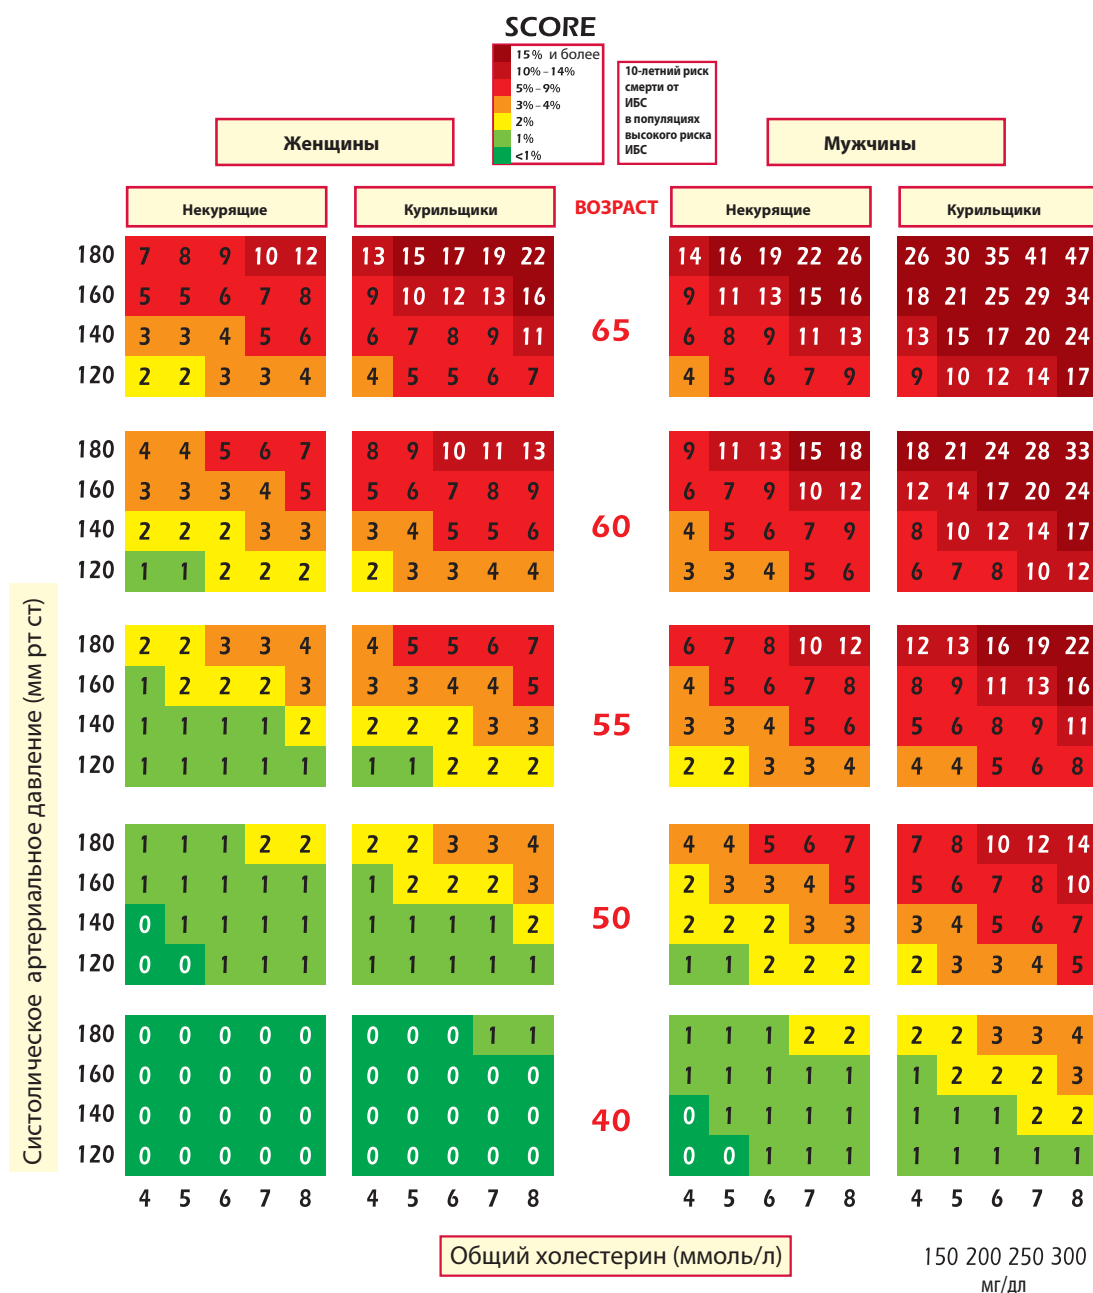 SCORE
15% и более
10%–14%
5%–9%
3%–4%
2%
1%
<1%
10-летний риск
смерти от
ИБС
в популяциях
высокого риска
ИБС
Женщины
Мужчины
Некурящие
Курильщики
ВОЗРАСТ
Некурящие
Курильщики
180 7 8 9 10 12 13 15 17 19 22 14 16 19 22 26 26 30 35 41 47
160 5 5 6 7 8 9 10 12 13 16 9 11 13 15 16 18 21 25 29 34
65
140 3 3 4 5 6 6 7 8 9 11 6 8 9 11 13 13 15 17 20 24
120 2 2 3 3 4 4 5 5 6 7 4 5 6 7 9 9 10 12 14 17
180 4 4 5 6 7 8 9 10 11 13 9 11 13 15 18 18 21 24 28 33
160 3 3 3 4 5 5 6 7 8 9 6 7 9 10 12 12 14 17 20 24
60
140 2 2 2 3 3 3 4 5 5 6 4 5 6 7 9 8 10 12 14 17
120 1 1 2 2 2 2 3 3 4 4 3 3 4 5 6 6 7 8 10 12
180 2 2 3 3 4 4 5 5 6 7 6 7 8 10 12 12 13 16 19 22
160 1 2 2 2 3 3 3 4 4 5 4 5 6 7 8 8 9 11 13 16
55
140 1 1 1 1 2 2 2 2 3 3 3 3 4 5 6 5 6 8 9 11
120 1 1 1 1 1 1 1 2 2 2 2 2 3 3 4 4 4 5 6 8
180 1 1 1 2 2 2 2 3 3 4 4 4 5 6 7 7 8 10 12 14
160 1 1 1 1 1 1 2 2 2 3 2 3 3 4 5 5 6 7 8 10
50
140 0 1 1 1 1 1 1 1 1 2 2 2 2 3 3 3 4 5 6 7
120 0 0 1 1 1 1 1 1 1 1 1 1 2 2 2 2 3 3 4 5
180 0 0 0 0 0 0 0 0 1 1 1 1 1 2 2 2 2 3 3 4
160 0 0 0 0 0 0 0 0 0 0 1 1 1 1 1 1 2 2 2 3
40
140 0 0 0 0 0 0 0 0 0 0 0 1 1 1 1 1 1 1 2 2
120 0 0 0 0 0 0 0 0 0 0 0 0 1 1 1 1 1 1 1 1
4 5 6 7 8 4 5 6 7 8 4 5 6 7 8 4 5 6 7 8
Систолическое артериальное давление (мм рт ст)
Общий холестерин (ммоль/л)
150 200 250 300
мг/дл